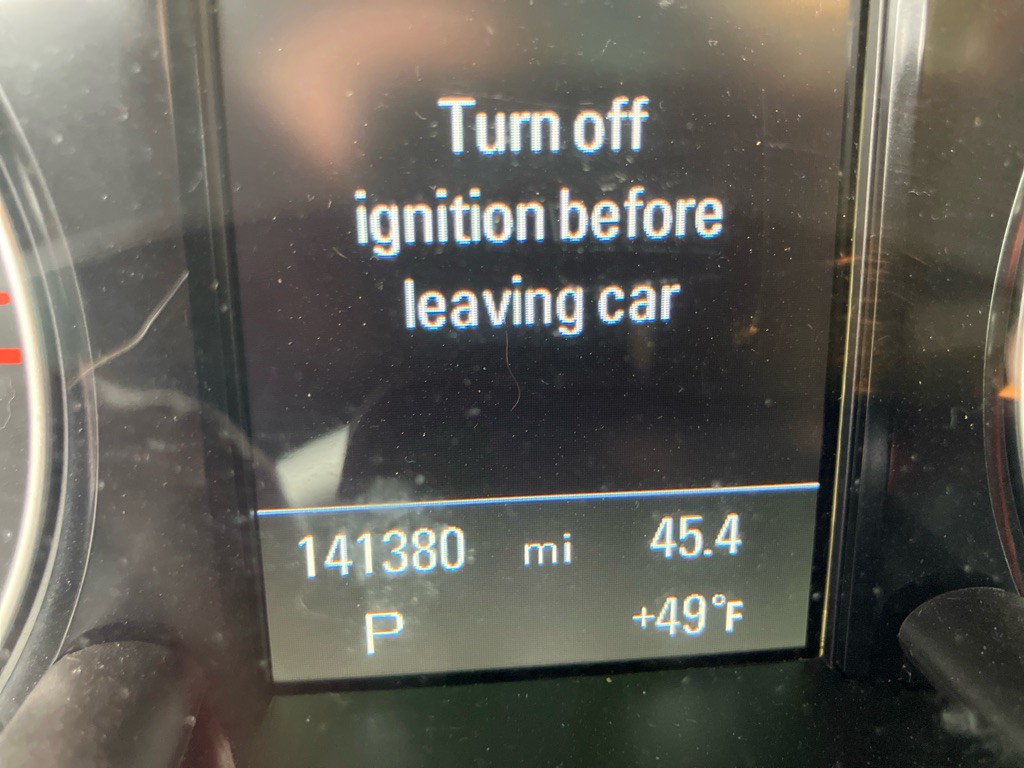 Turn off
ignition before
leaving car
141380 mi 45.4
P +49°F